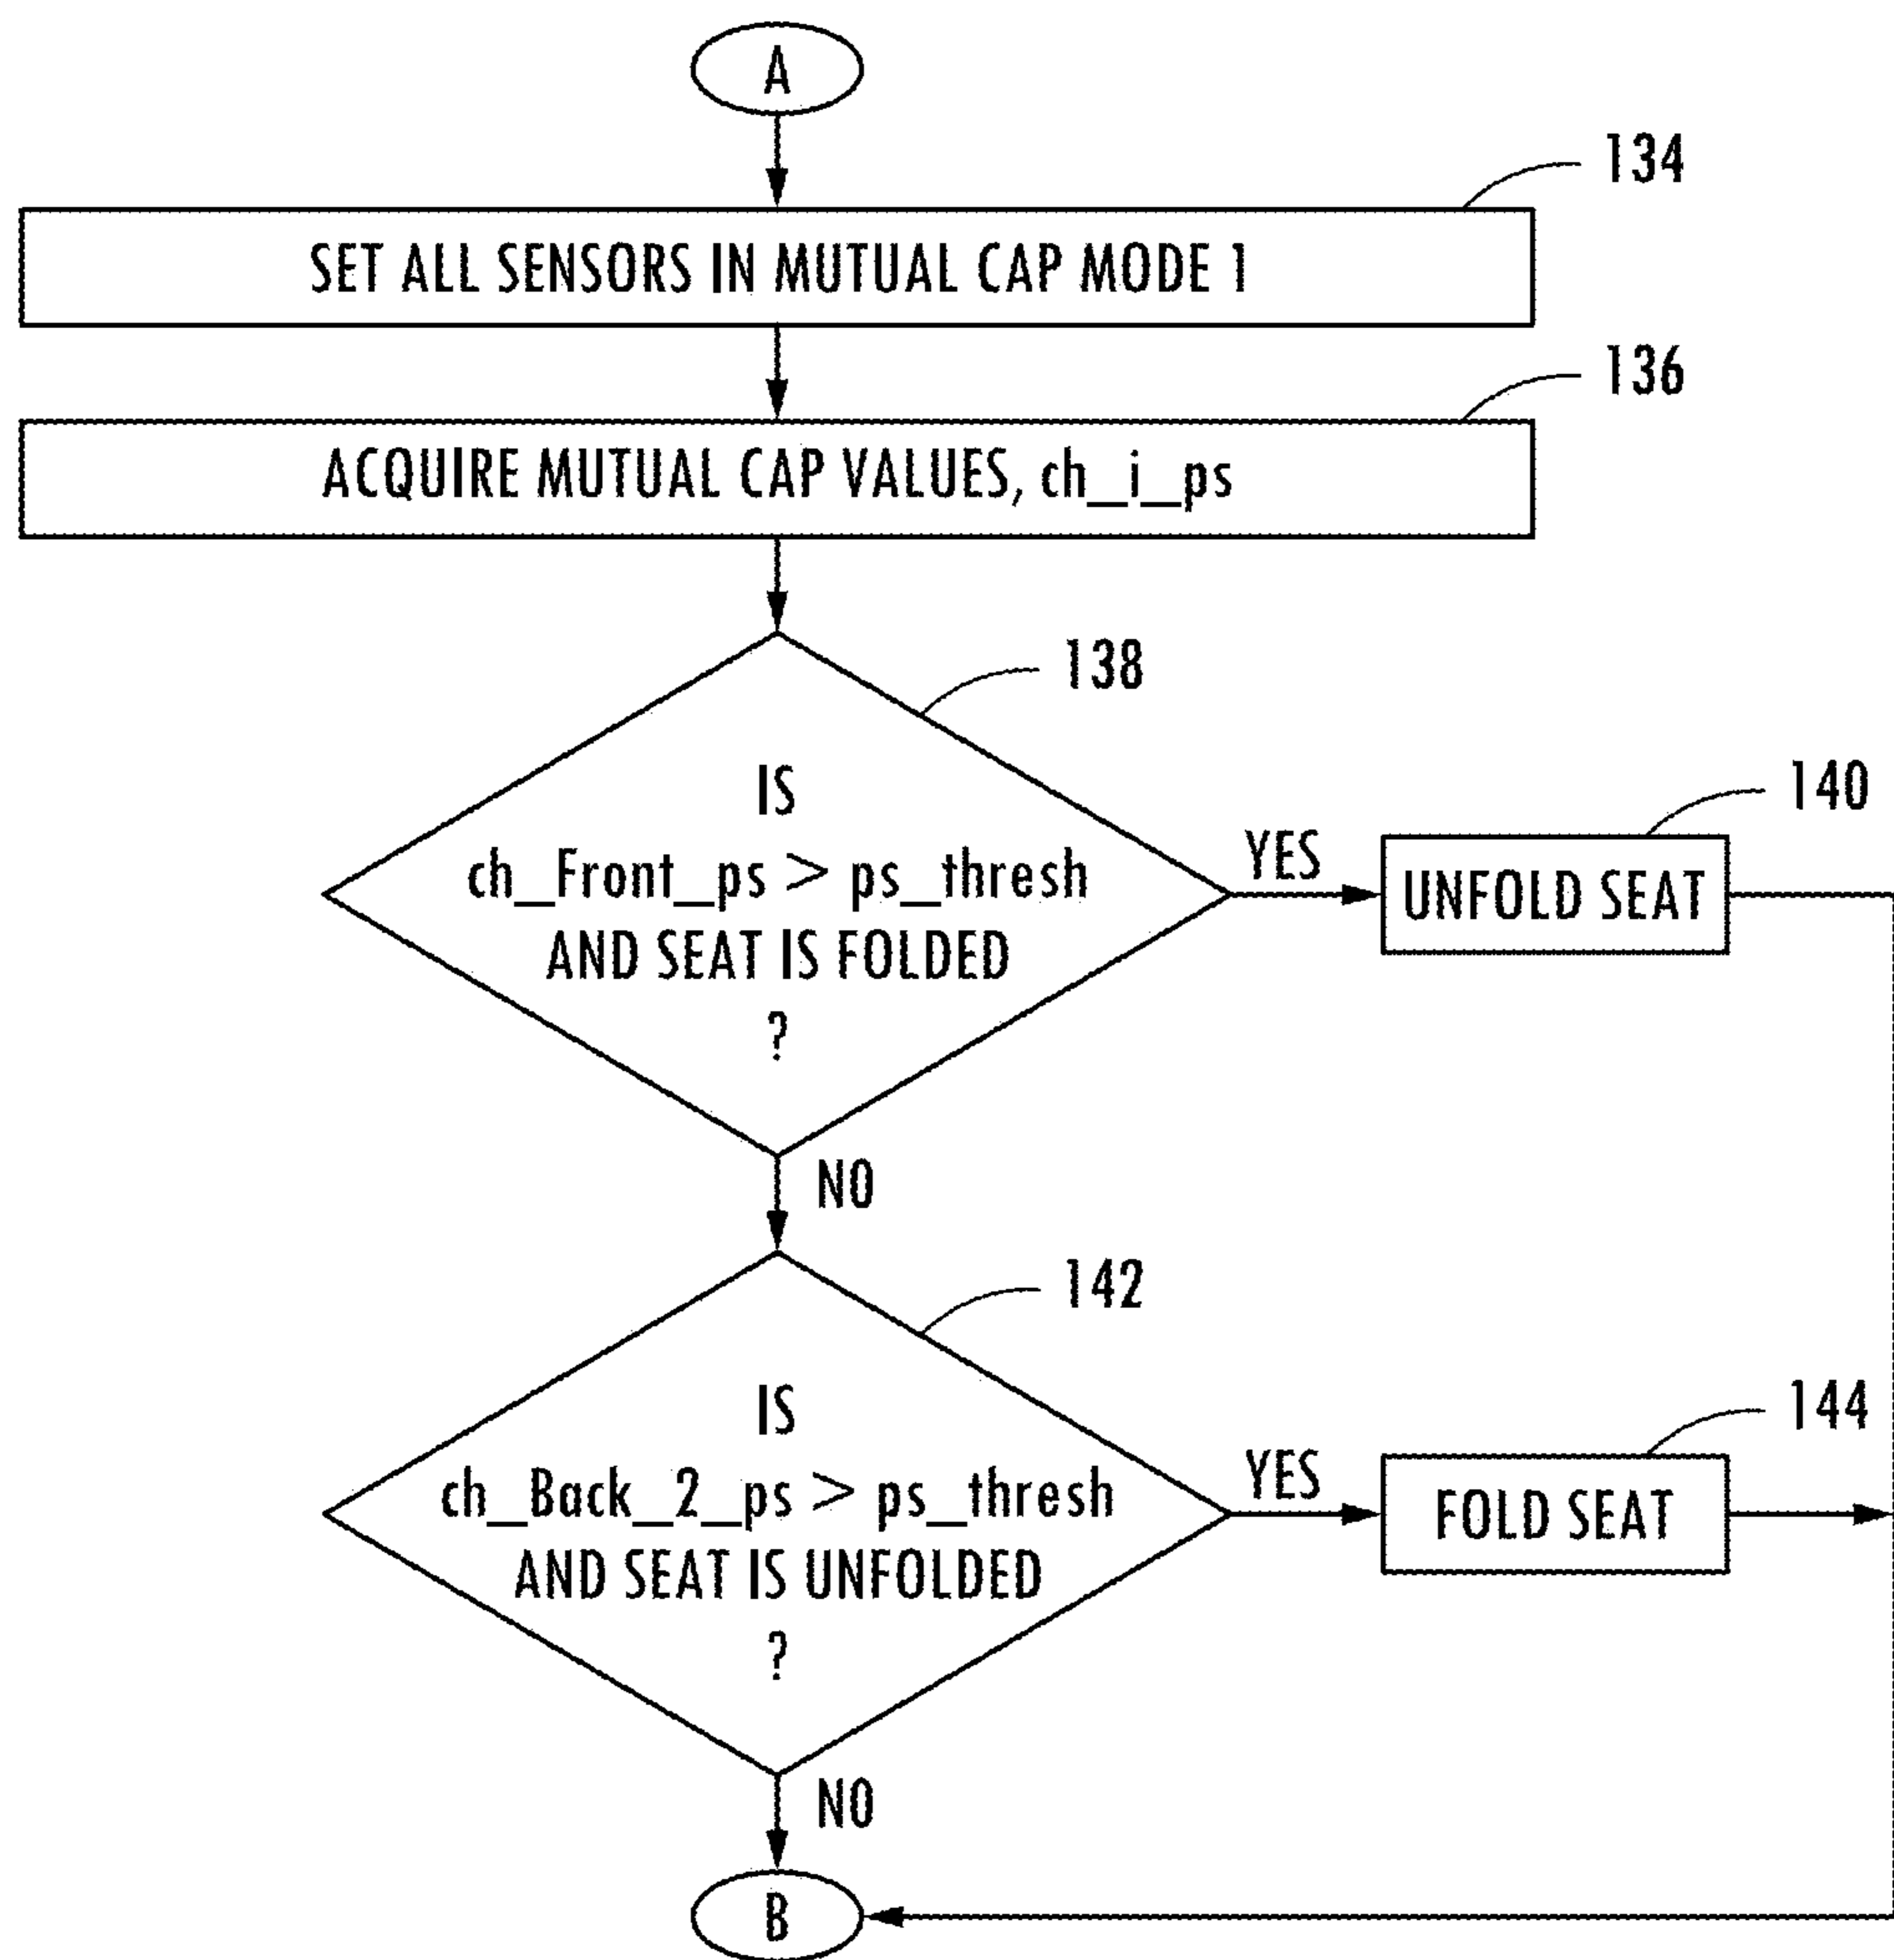 A
134
SET ALL SENSORS IN MUTUAL CAP MODE 1
136
ACQUIRE MUTUAL CAP VALUES, ch_i_ps
138
IS
ch_Front_ps > ps_thresh
AND SEAT IS FOLDED
?
YES
140
UNFOLD SEAT
NO
142
IS
ch_Back_2_ps > ps_thresh
AND SEAT IS UNFOLDED
?
YES
144
FOLD SEAT
NO
B